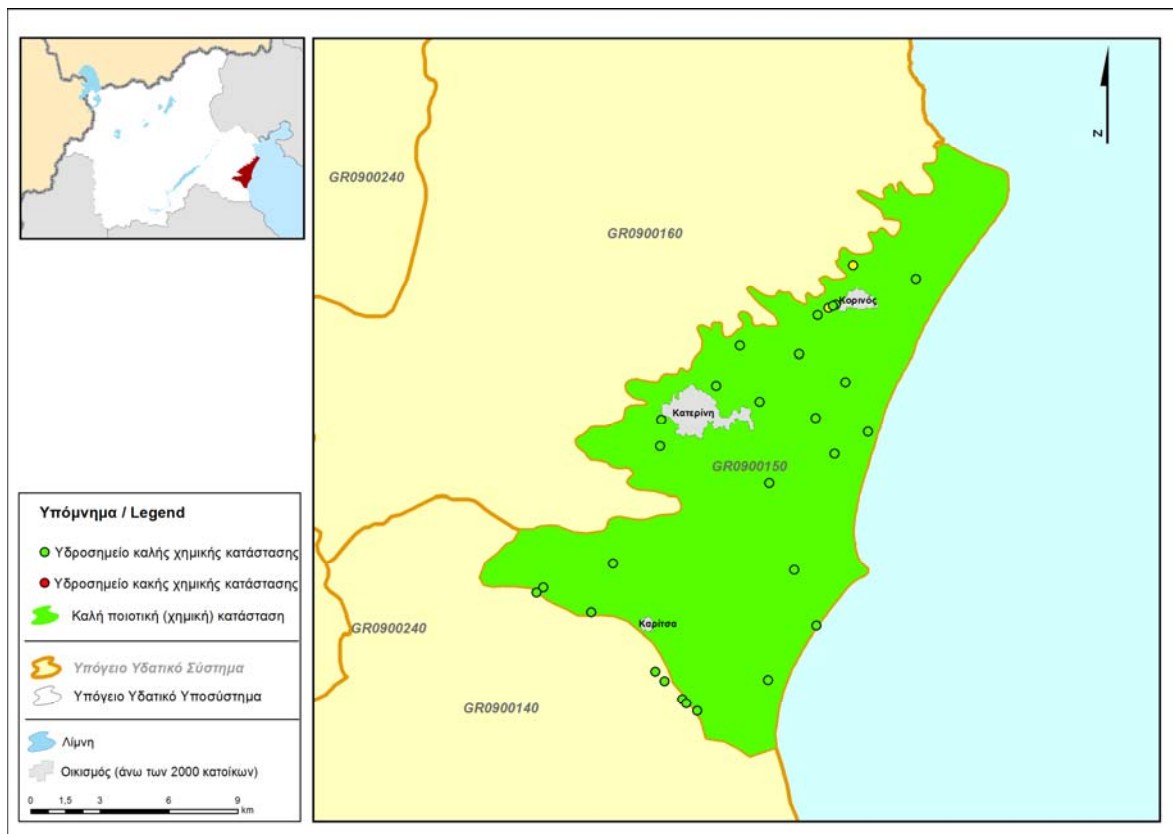 GR0900240
GR0900160
N
Κορινός
Κατερίνη
GR0900150
Καρίτσα
GR0900240
GR0900140
Υπόμνημα / Legend
Υδροσημείο καλής χημικής κατάστασης
Υδροσημείο κακής χημικής κατάστασης
Καλή ποιοτική (χημική) κατάσταση
Υπόγειο Υδατικό Σύστημα
Υπόγειο Υδατικό Υποσύστημα
Λίμνη
Οικισμός (άνω των 2000 κατοίκων)
0 1,5 3 6 9
km